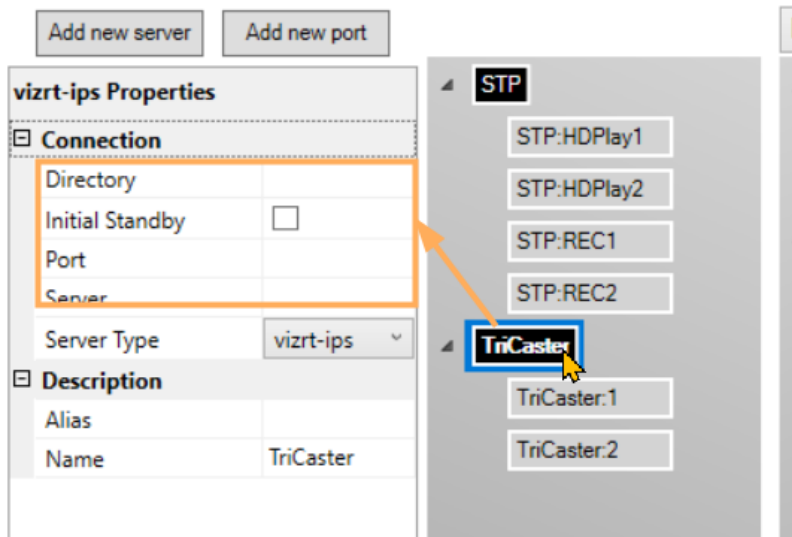 Add new server
Add new port
vizrt-ips Properties
Connection
Directory
Initial Standby
Port
Server
Server Type vizrt-ips
Description
Alias
Name TriCaster
STP
STP:HDPlay1
STP:HDPlay2
STP:REC1
STP:REC2
TriCaster
TriCaster:1
TriCaster:2